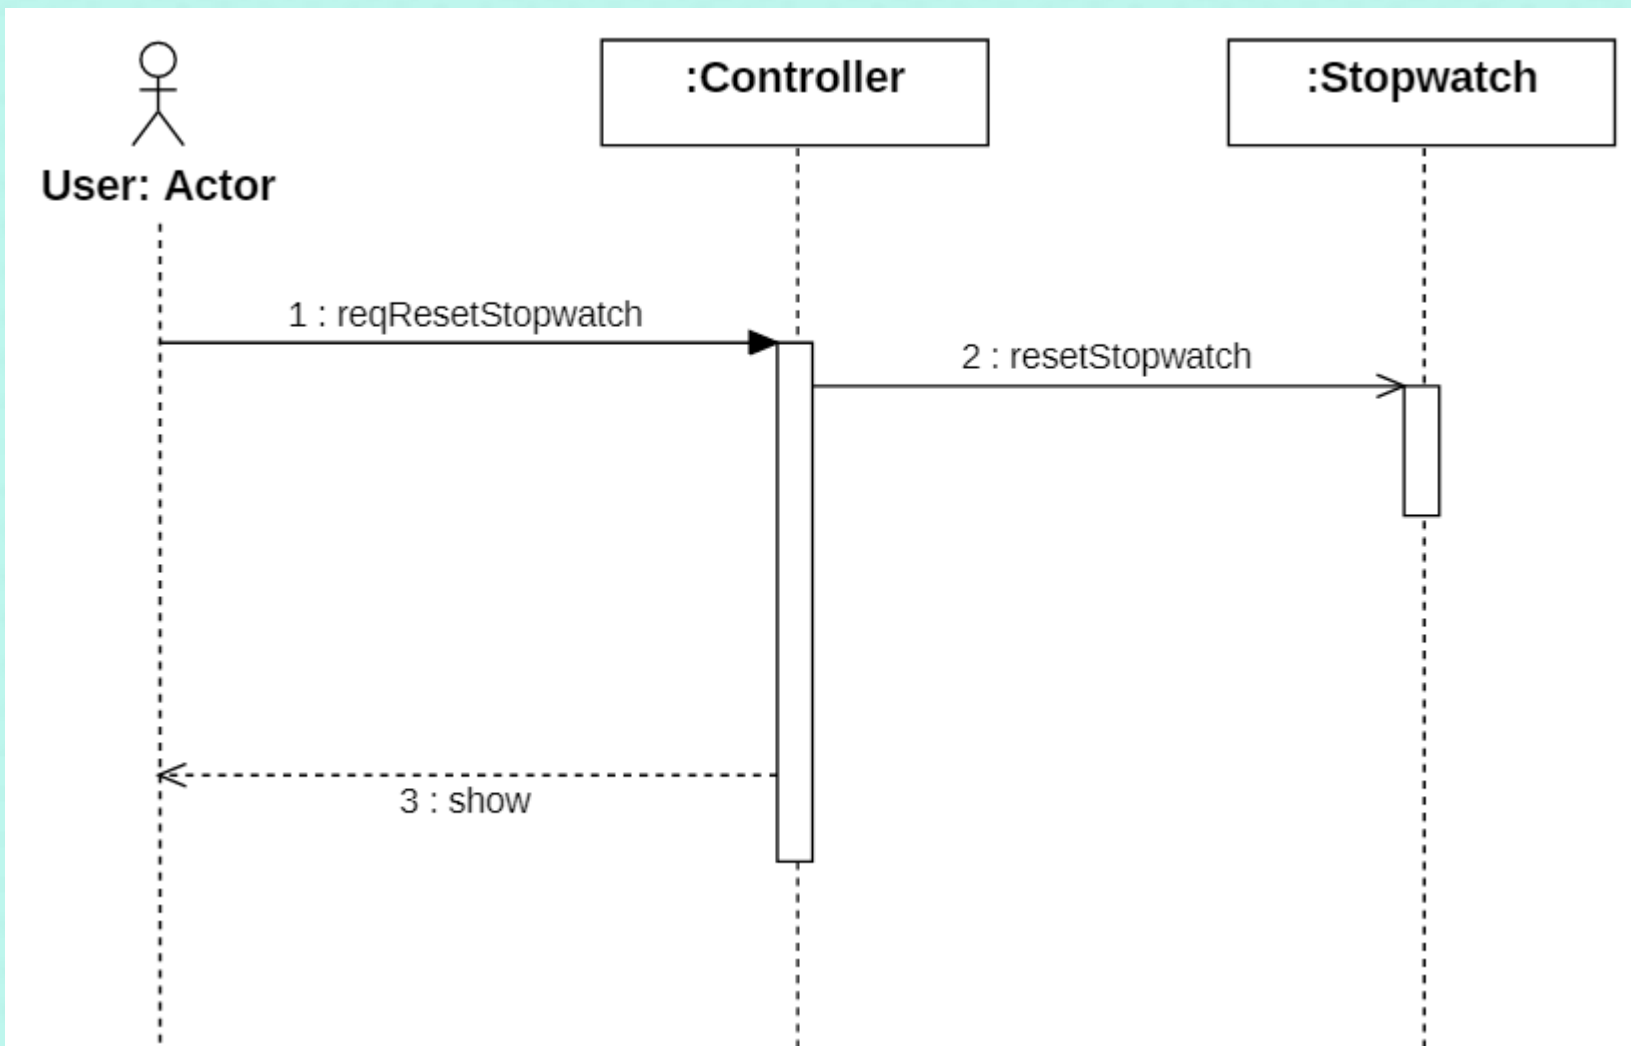 :Controller
:Stopwatch
User: Actor
1 : reqResetStopwatch
2 : resetStopwatch
3 : show